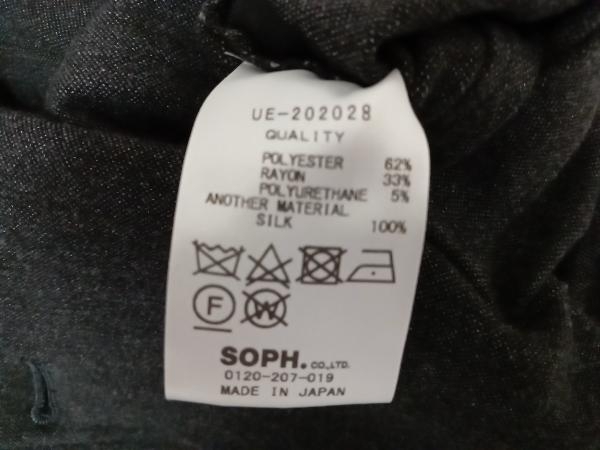 UE-202028
QUALITY
POLYESTER 62%
RAYON 33%
POLYURETHANE 5%
ANOTHER MATERIAL
SILK 100%
F W
SOPH. CO.,LTD.
0120-207-019
MADE IN JAPAN